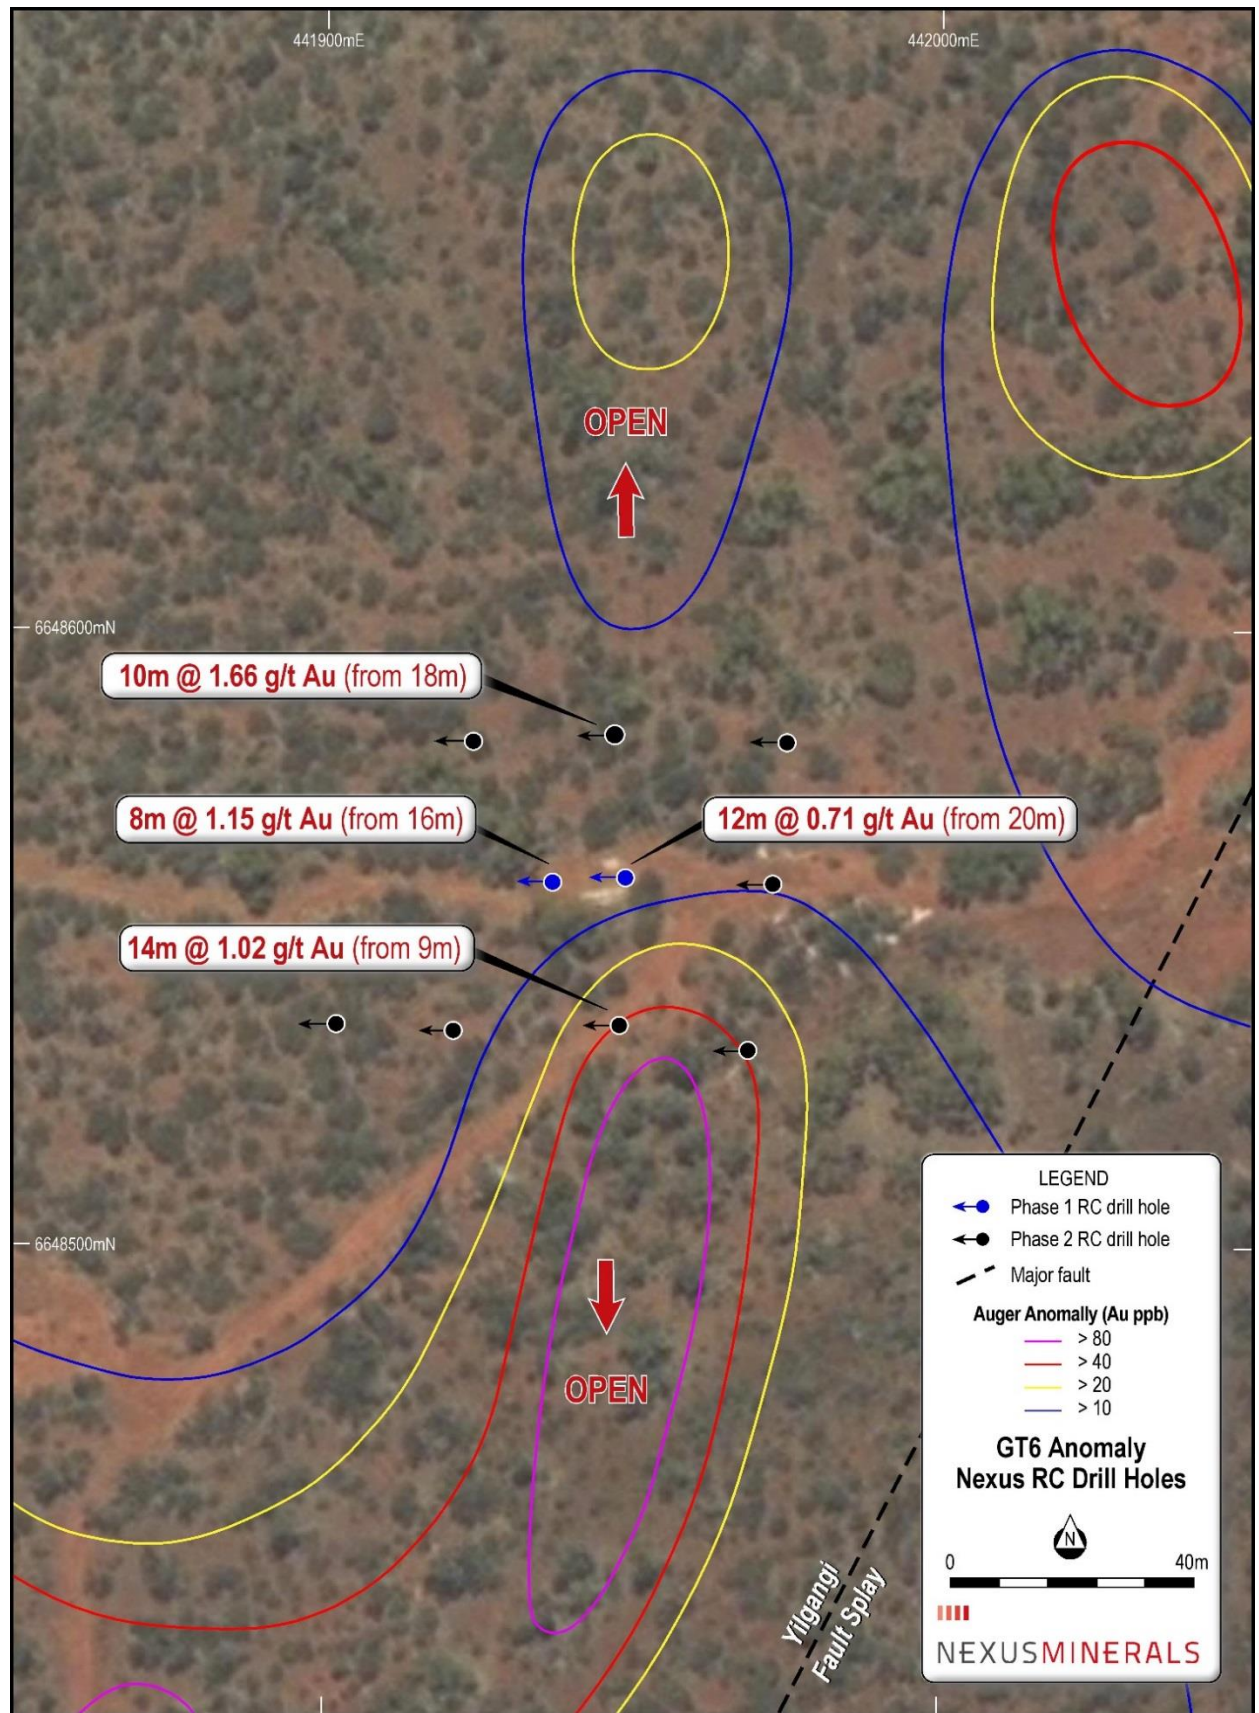 441900mE
442000mE
OPEN
6648600mN
10m @ 1.66 g/t Au (from 18m)
8m @ 1.15 g/t Au (from 16m)
12m @ 0.71 g/t Au (from 20m)
14m @ 1.02 g/t Au (from 9m)
6648500mN
OPEN
Yilgangi
Fault Splay
LEGEND
Phase 1 RC drill hole
Phase 2 RC drill hole
Major fault
Auger Anomally (Au ppb)
> 80
> 40
> 20
> 10
GT6 Anomaly
Nexus RC Drill Holes
N
0 40m
NEXUSMINERALS